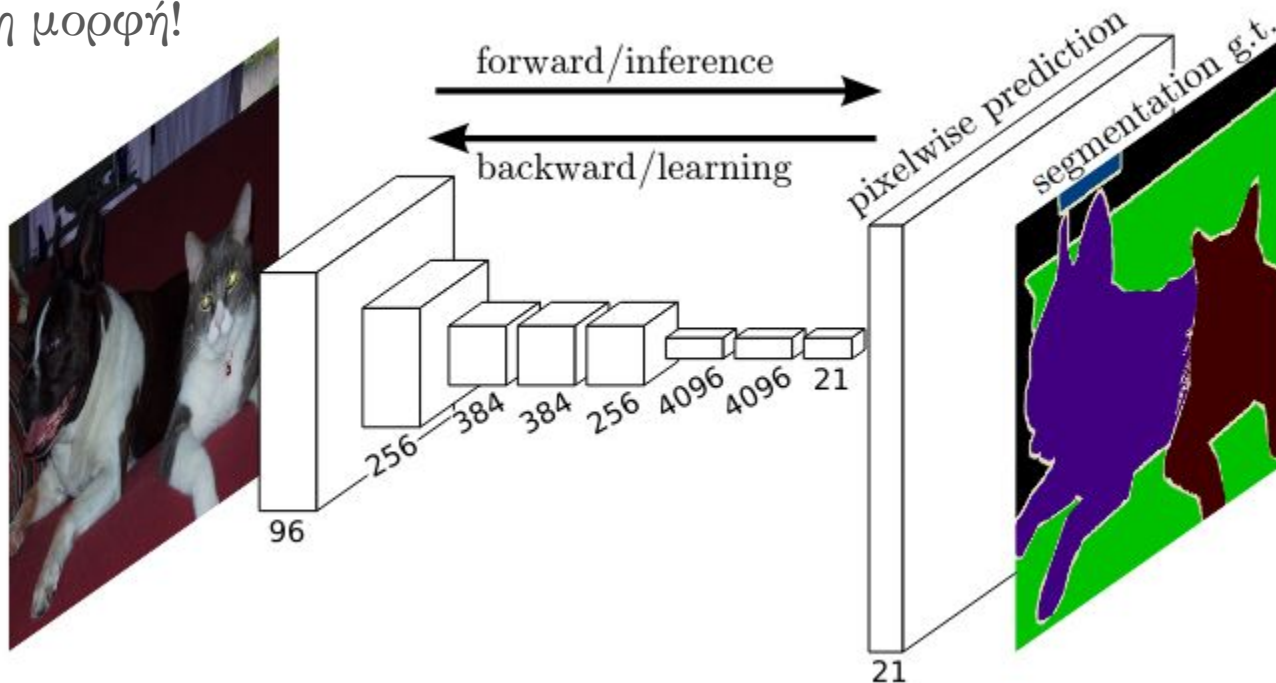 η μορφή!
forward/inference
backward/learning
pixelwise prediction
segmentation g.t.
96
256
384
384
256
4096
4096
21
21